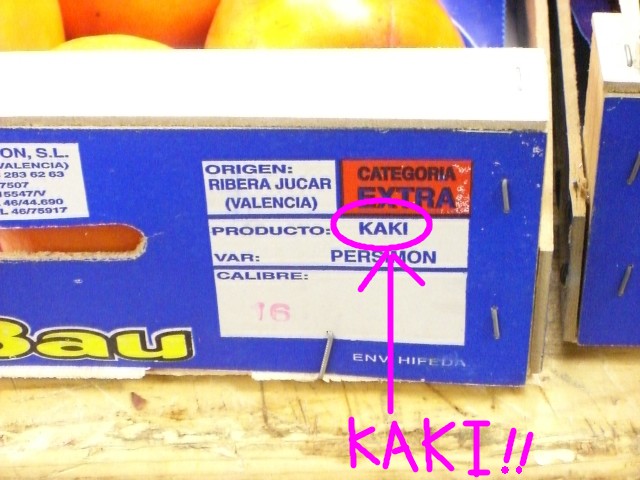 ON, S.L.
VALENCIA)
283 62 63
7507
15547/V
46/44.690
L 46/75917
ORIGEN:
RIBERA JUCAR
(VALENCIA)
CATEGORIA
EXTRA
PRODUCTO: KAKI
VAR: PERSIMON
CALIBRE:
16
Bau
ENV. HIFEDA
KAKI!!